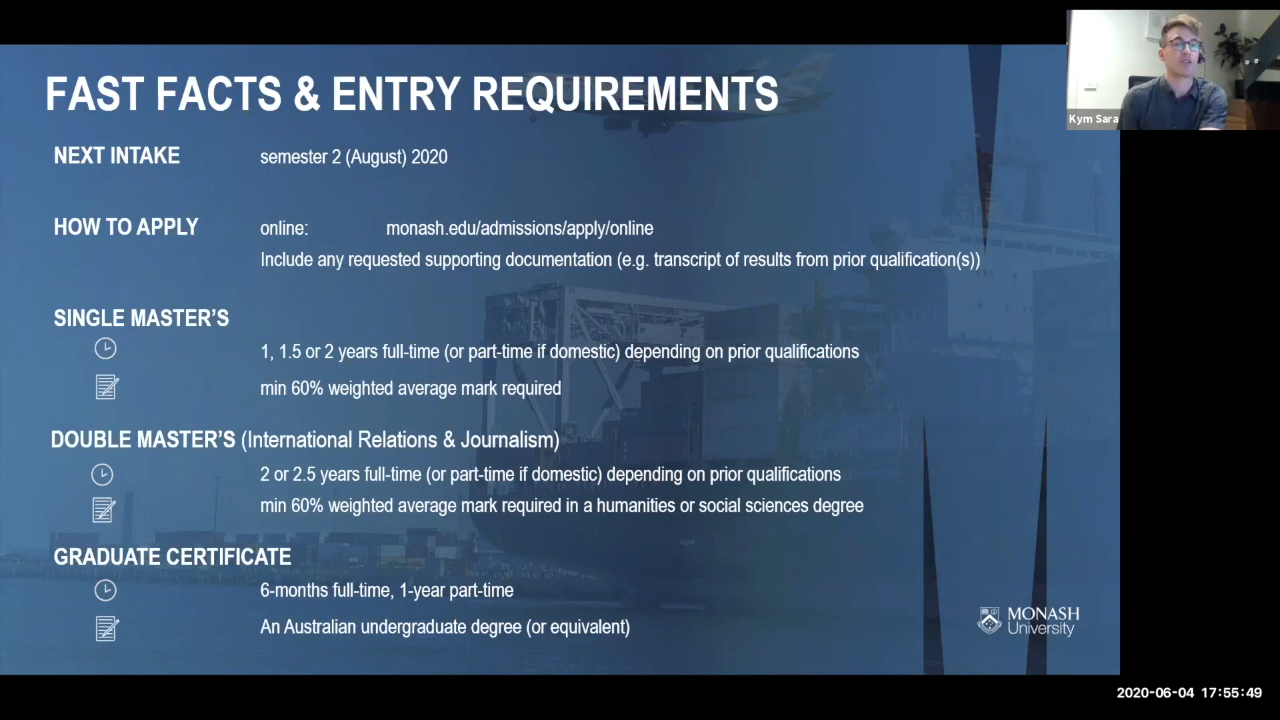 Kym Sara
FAST FACTS & ENTRY REQUIREMENTS
NEXT INTAKE semester 2 (August) 2020
HOW TO APPLY online: monash.edu/admissions/apply/online
Include any requested supporting documentation (e.g. transcript of results from prior qualification(s))
SINGLE MASTER'S
1, 1.5 or 2 years full-time (or part-time if domestic) depending on prior qualifications
min 60% weighted average mark required
DOUBLE MASTER'S (International Relations & Journalism)
2 or 2.5 years full-time (or part-time if domestic) depending on prior qualifications
min 60% weighted average mark required in a humanities or social sciences degree
GRADUATE CERTIFICATE
6-months full-time, 1-year part-time
An Australian undergraduate degree (or equivalent)
MONASH
University
2020-06-04 17:55:49